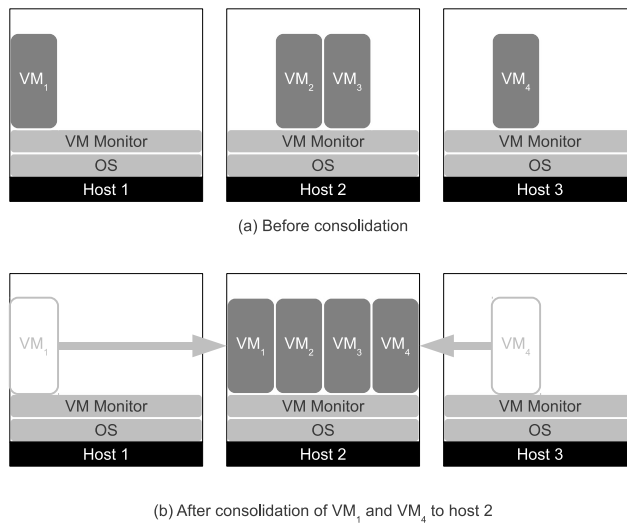 VM₁
VM₂ VM₃
VM₄
VM Monitor VM Monitor VM Monitor
OS OS OS
Host 1 Host 2 Host 3
(a) Before consolidation
VM₁ VM₁ VM₂ VM₃ VM₄ VM₄
VM Monitor VM Monitor VM Monitor
OS OS OS
Host 1 Host 2 Host 3
(b) After consolidation of VM₁ and VM₄ to host 2